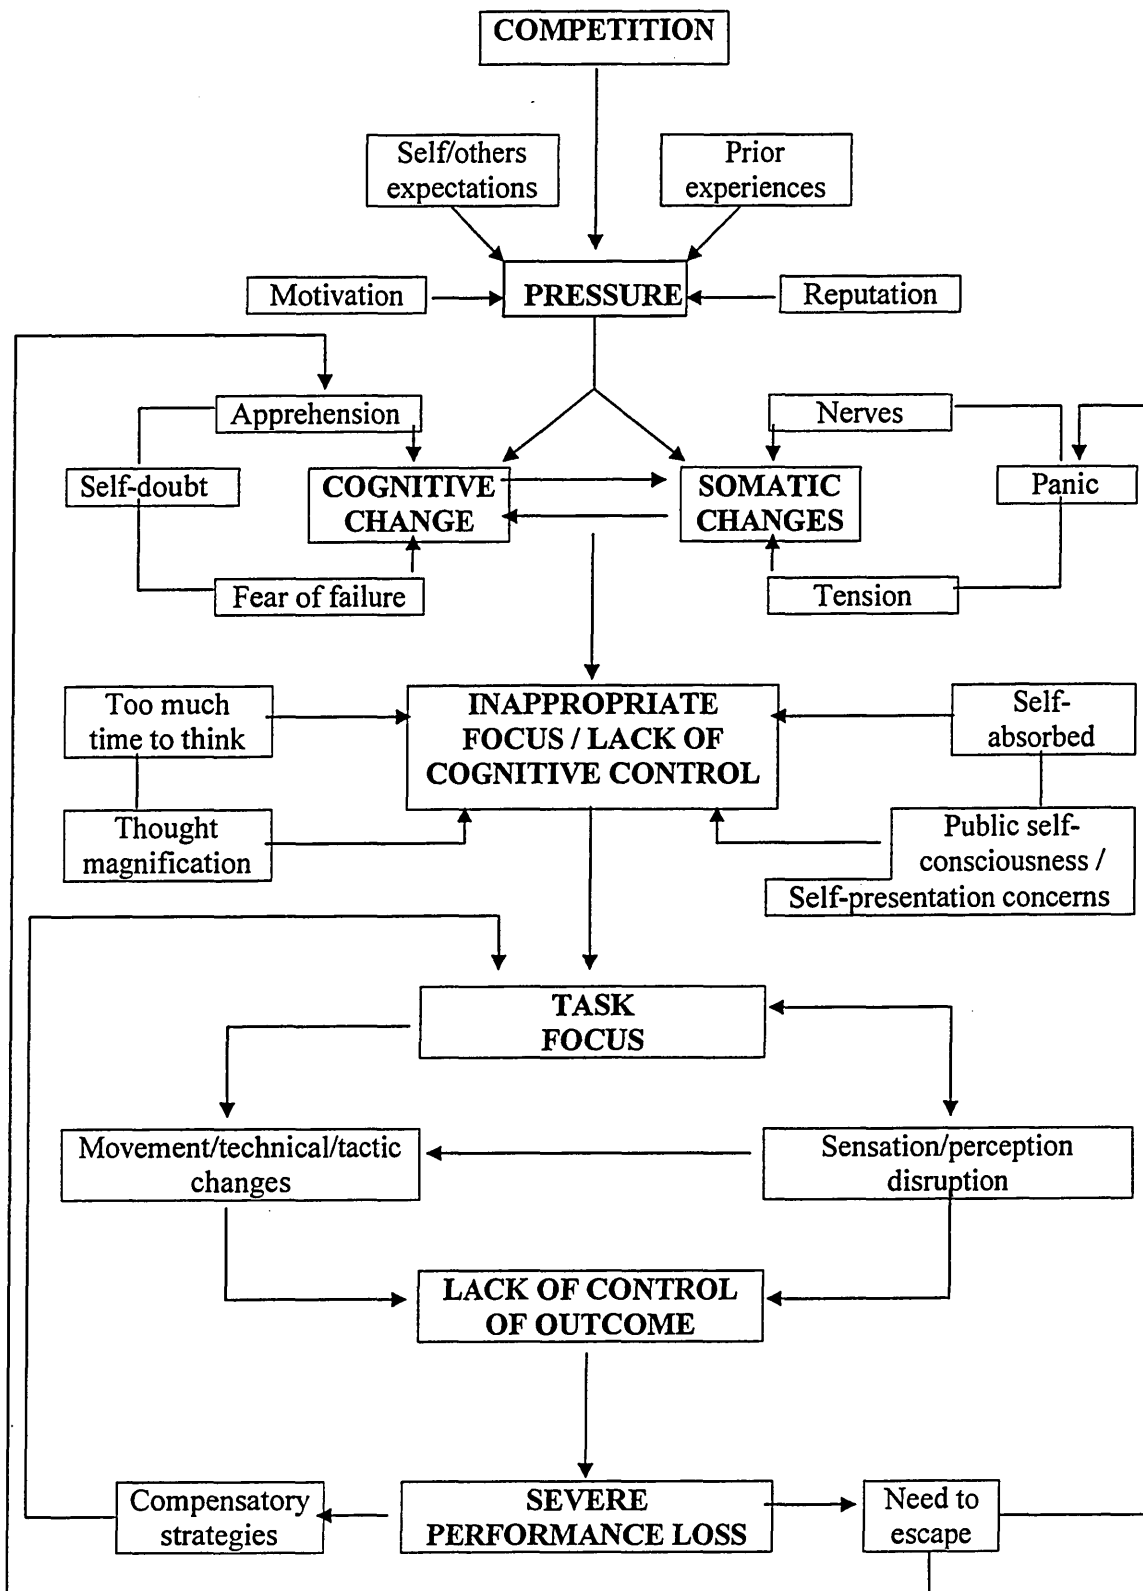 COMPETITION
Self/others
expectations
Prior
experiences
Motivation
PRESSURE
Reputation
Apprehension
Nerves
Self-doubt
COGNITIVE
CHANGE
SOMATIC
CHANGES
Panic
Fear of failure
Tension
Too much
time to think
INAPPROPRIATE
FOCUS / LACK OF
COGNITIVE CONTROL
Self-
absorbed
Thought
magnification
Public self-
consciousness /
Self-presentation concerns
TASK
FOCUS
Movement/technical/tactic
changes
Sensation/perception
disruption
LACK OF CONTROL
OF OUTCOME
Compensatory
strategies
SEVERE
PERFORMANCE LOSS
Need to
escape